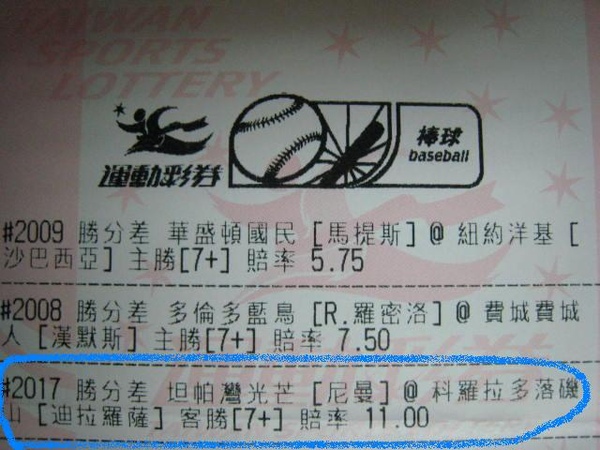 TAIWAN
SPORTS
LOTTERY
運動彩券
棒球
baseball
#2009 勝分差 華盛頓國民 [馬提斯] @ 紐約洋基 [
沙巴西亞] 主勝[7+] 賠率 5.75
#2008 勝分差 多倫多藍鳥 [R.羅密洛] @ 費城費城
人 [漢默斯] 主勝[7+] 賠率 7.50
#2017 勝分差 坦帕灣光芒 [尼曼] @ 科羅拉多落磯
山 [迪拉羅薩] 客勝[7+] 賠率 11.00